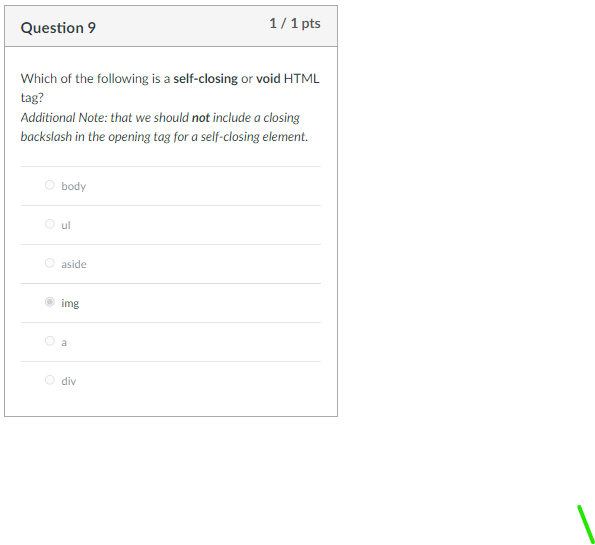 Question 9
1 / 1 pts
Which of the following is a self-closing or void HTML
tag?
Additional Note: that we should not include a closing
backslash in the opening tag for a self-closing element.
body
ul
aside
img
a
div
\